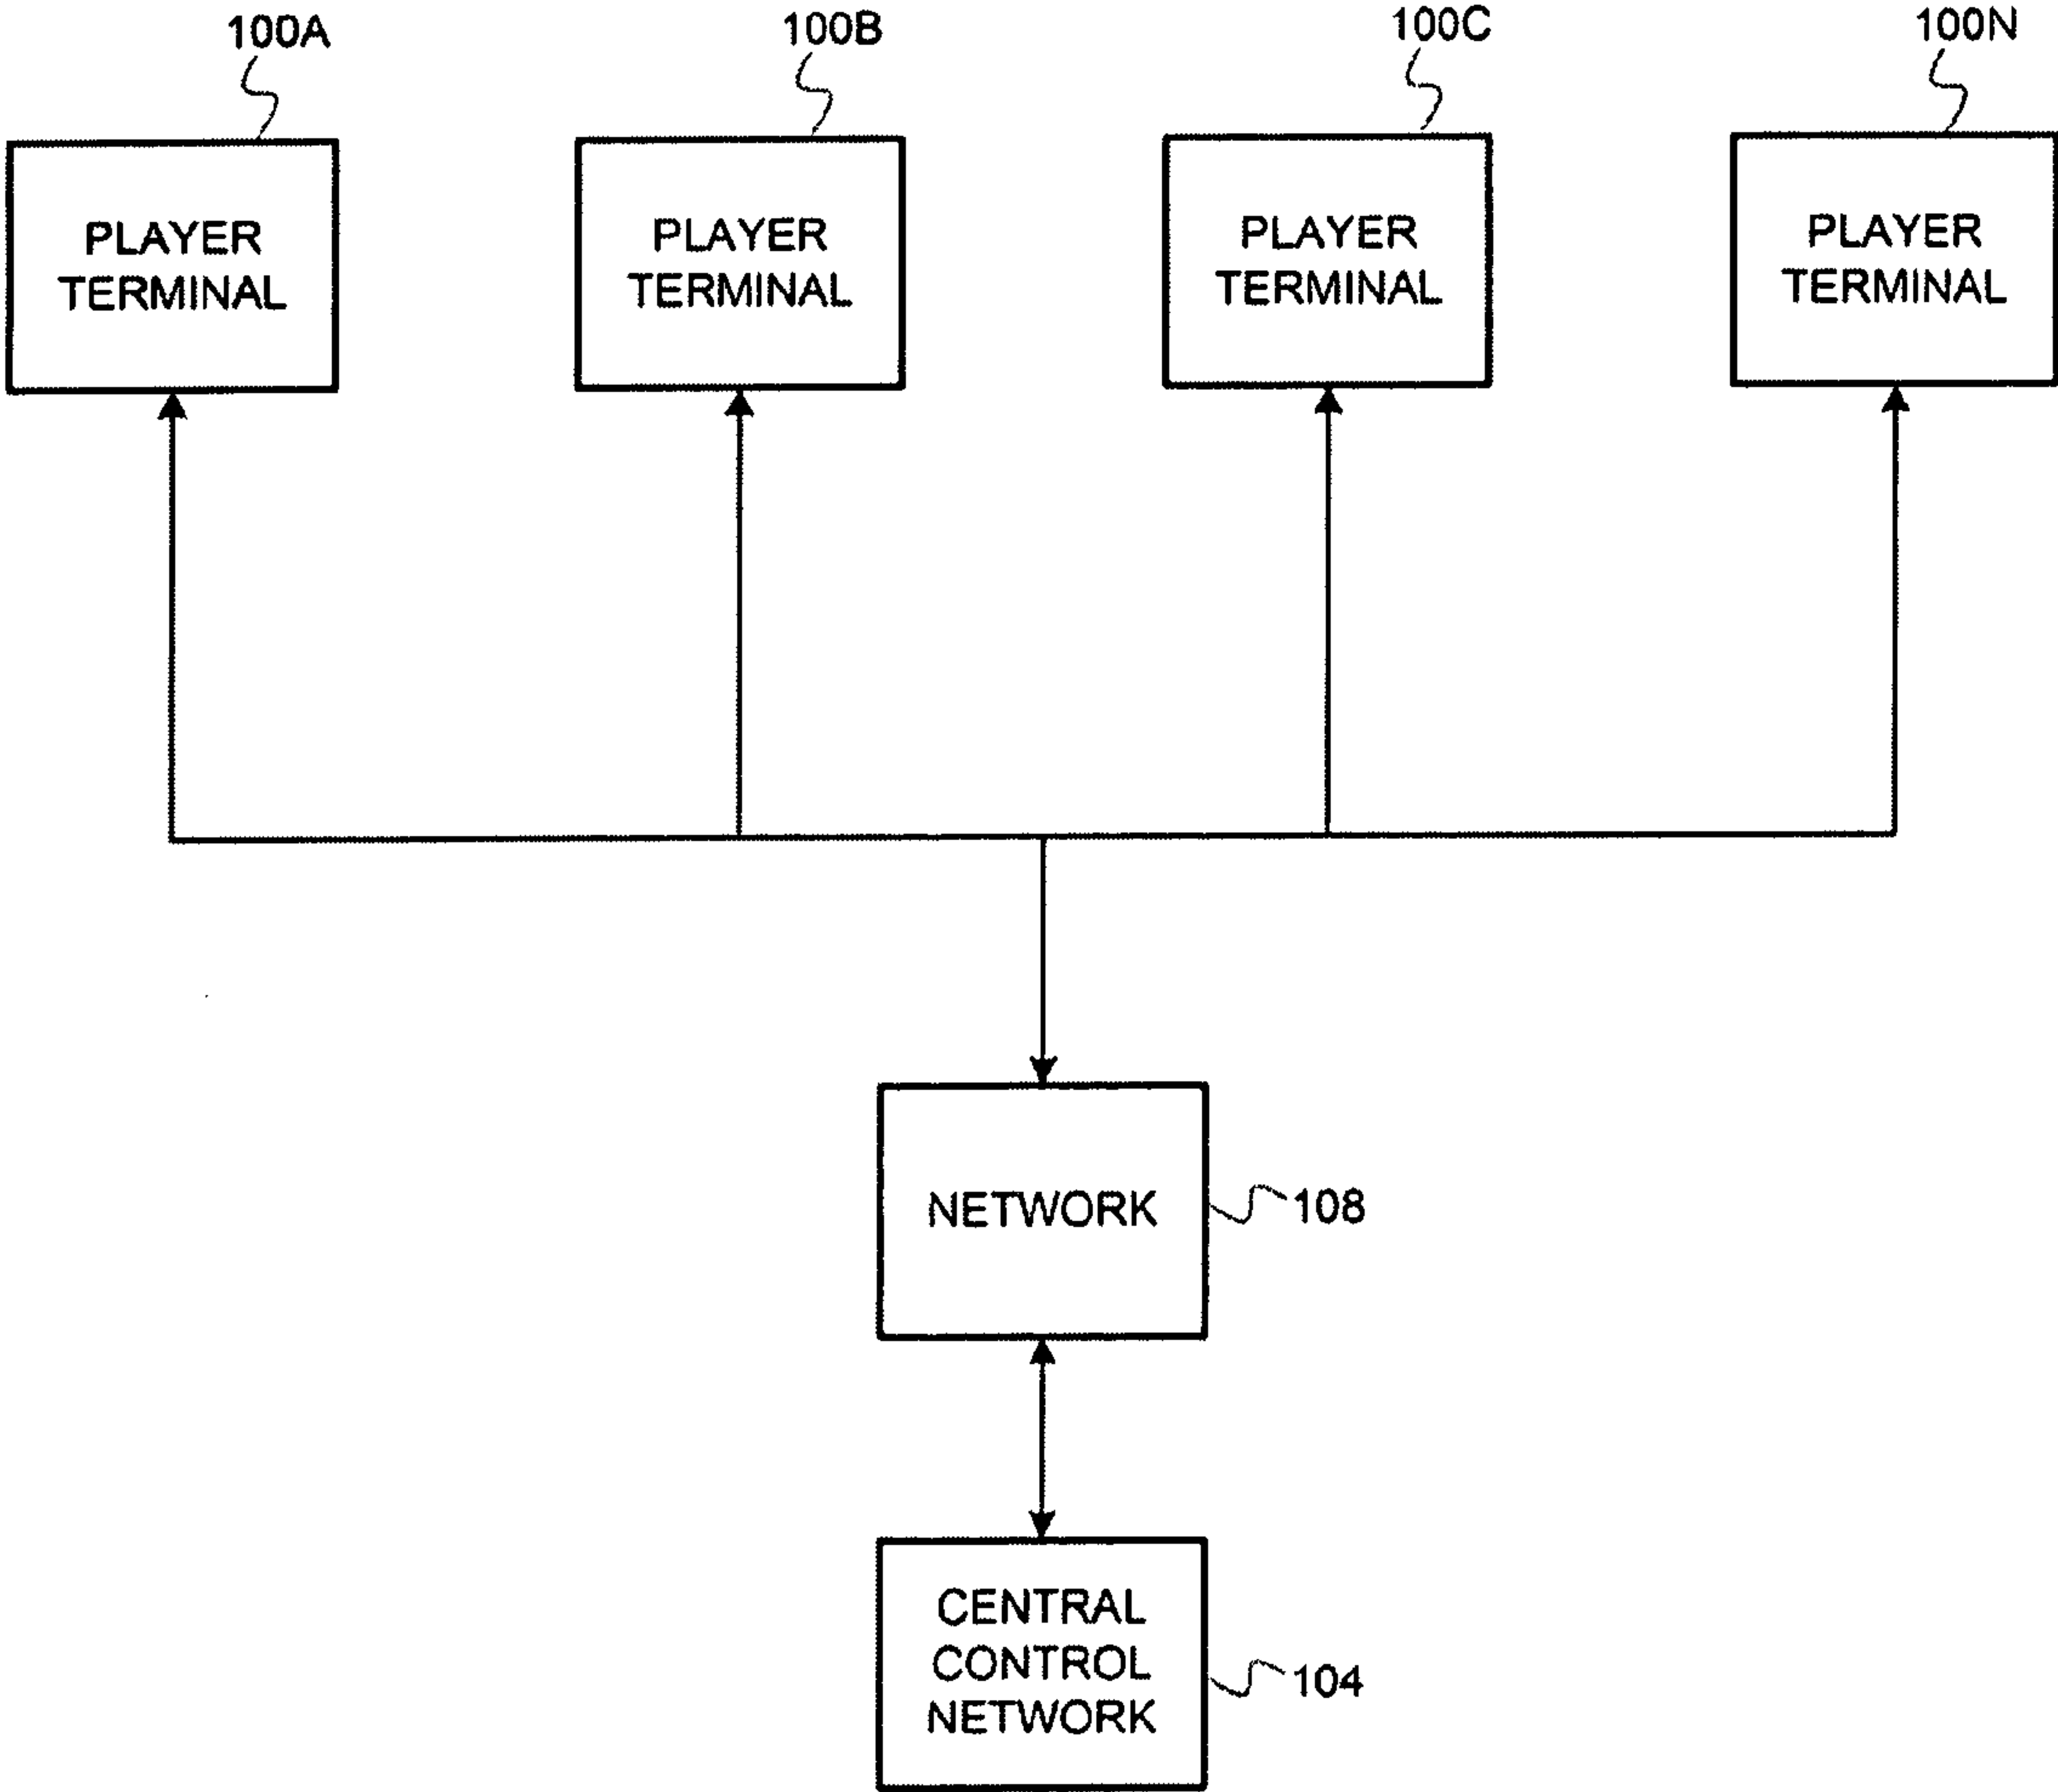 100A
100B
100C
100N
PLAYER
TERMINAL
PLAYER
TERMINAL
PLAYER
TERMINAL
PLAYER
TERMINAL
NETWORK
108
CENTRAL
CONTROL
NETWORK
104